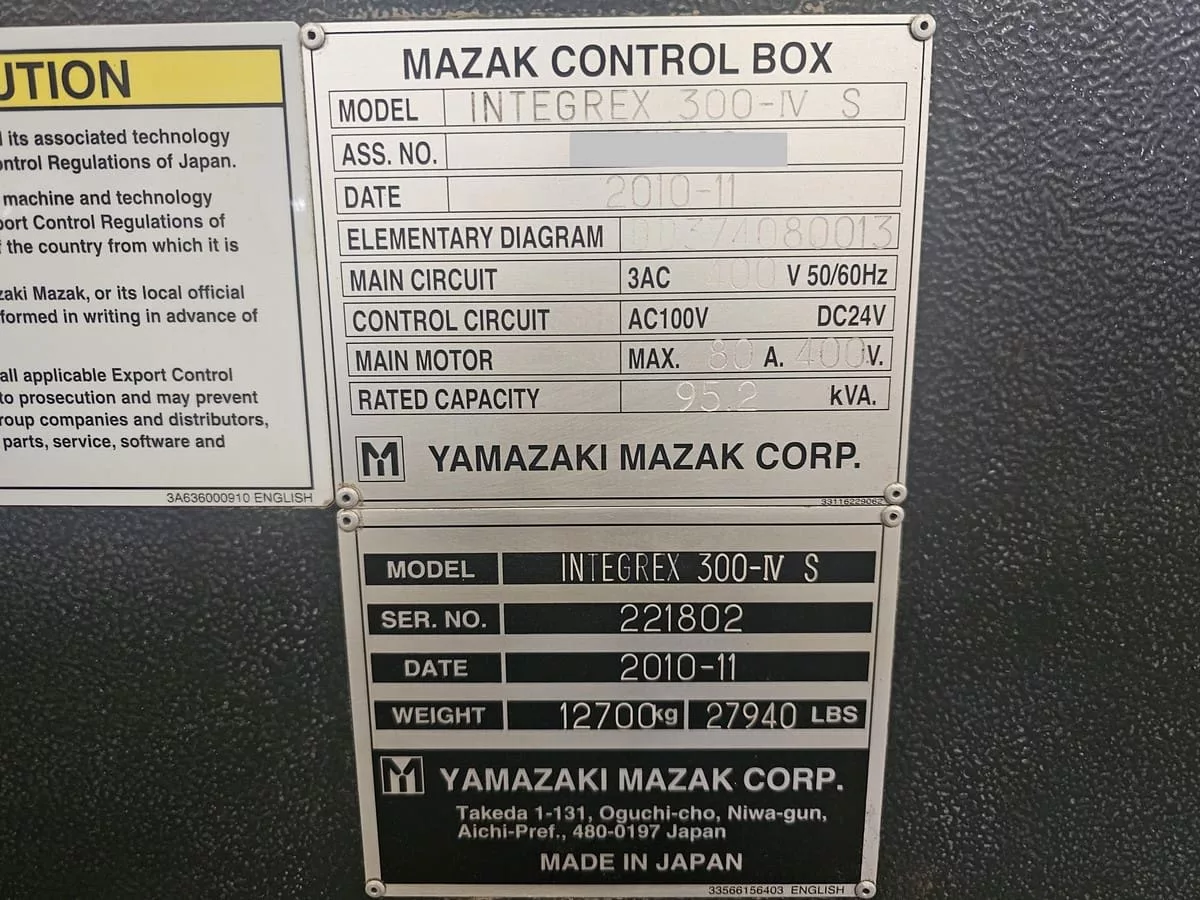 UTION
its associated technology
ntrol Regulations of Japan.
machine and technology
port Control Regulations of
the country from which it is
zaki Mazak, or its local official
formed in writing in advance of
all applicable Export Control
to prosecution and may prevent
roup companies and distributors,
parts, service, software and
3A636000910 ENGLISH
MAZAK CONTROL BOX
MODEL INTEGREX 300-IV S
ASS. NO.
DATE 2010-11
ELEMENTARY DIAGRAM
MAIN CIRCUIT 3AC 400 V 50/60Hz
CONTROL CIRCUIT AC100V DC24V
MAIN MOTOR MAX. 80 A. 400 V.
RATED CAPACITY 95.2 kVA.
YAMAZAKI MAZAK CORP.
33116229062
MODEL INTEGREX 300-IV S
SER. NO. 221802
DATE 2010-11
WEIGHT 12700 kg 27940 LBS
YAMAZAKI MAZAK CORP.
Takeda 1-131, Oguchi-cho, Niwa-gun,
Aichi-Pref., 480-0197 Japan
MADE IN JAPAN
33566156403 ENGLISH